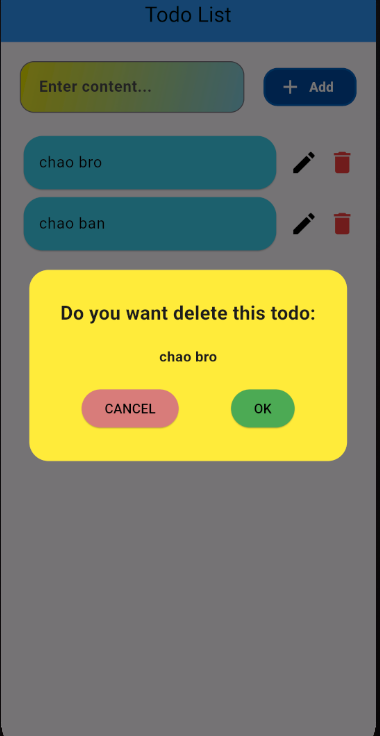 Todo List
Enter content...
Add
chao bro
chao ban
Do you want delete this todo:
chao bro
CANCEL
OK